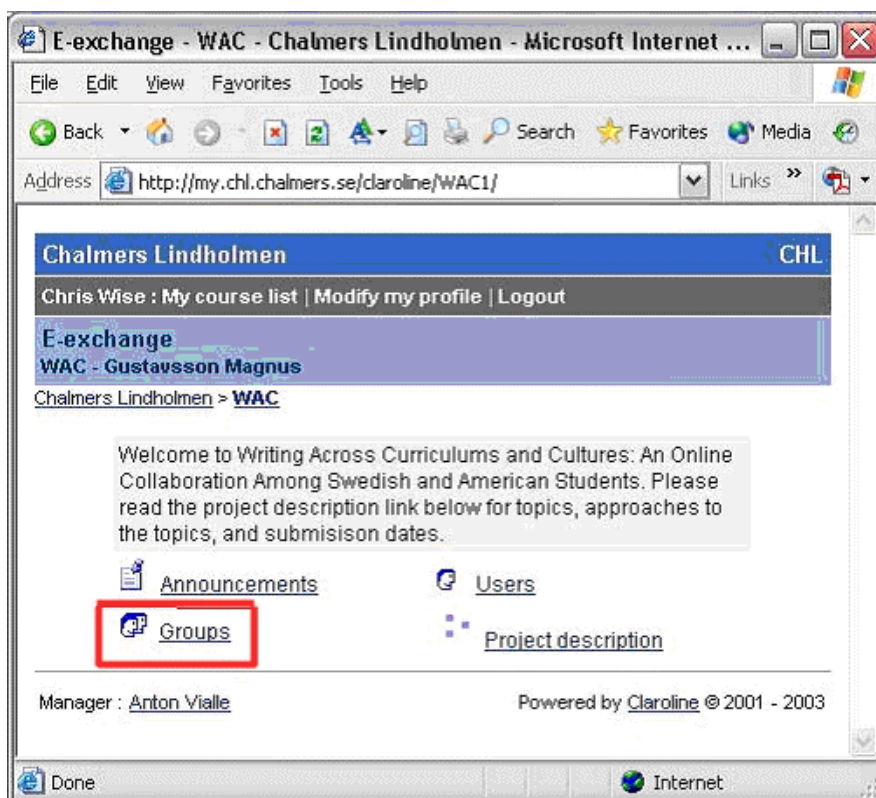 E-exchange - WAC - Chalmers Lindholmen - Microsoft Internet ...
File Edit View Favorites Tools Help
Back Search Favorites Media
Address http://my.chl.chalmers.se/claroline/WAC1/ Links »
Chalmers Lindholmen CHL
Chris Wise : My course list | Modify my profile | Logout
E-exchange
WAC - Gustavsson Magnus
Chalmers Lindholmen > WAC
Welcome to Writing Across Curriculums and Cultures: An Online
Collaboration Among Swedish and American Students. Please
read the project description link below for topics, approaches to
the topics, and submisison dates.
Announcements Users
Groups Project description
Manager : Anton Vialle Powered by Claroline © 2001 - 2003
Done Internet